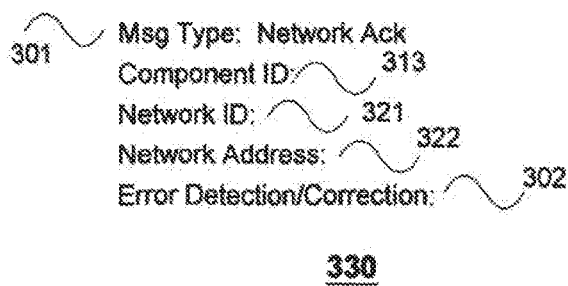 301 Msg Type: Network Ack
Component ID: 313
Network ID: 321
Network Address: 322
Error Detection/Correction: 302
330